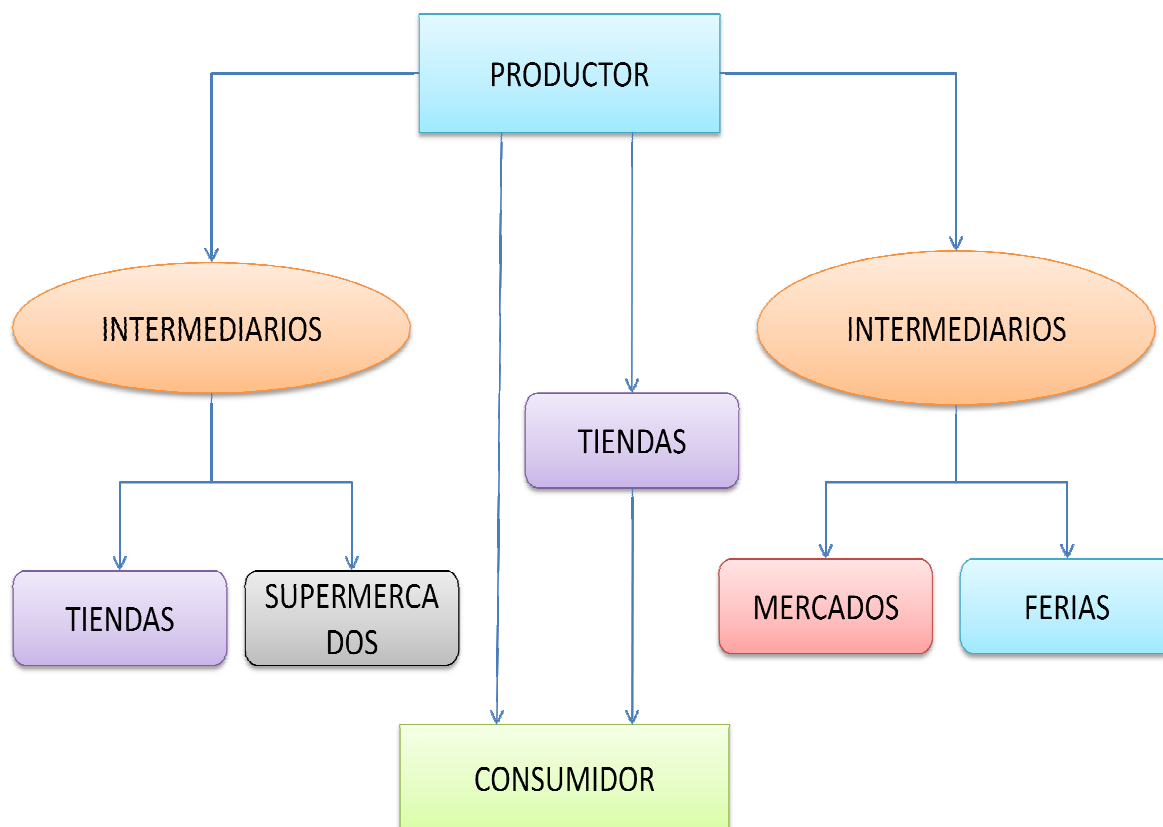 PRODUCTOR
INTERMEDIARIOS
INTERMEDIARIOS
TIENDAS
TIENDAS
SUPERMERCA
DOS
MERCADOS
FERIAS
CONSUMIDOR